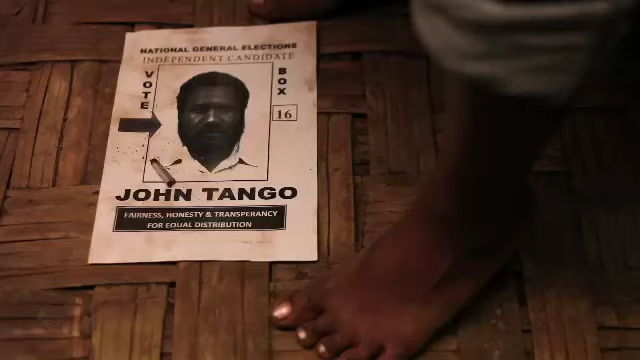 NATIONAL GENERAL ELECTIONS
INDEPENDENT CANDIDATE
VOTE
BOX
16
JOHN TANGO
FAIRNESS, HONESTY & TRANSPERANCY
FOR EQUAL DISTRIBUTION